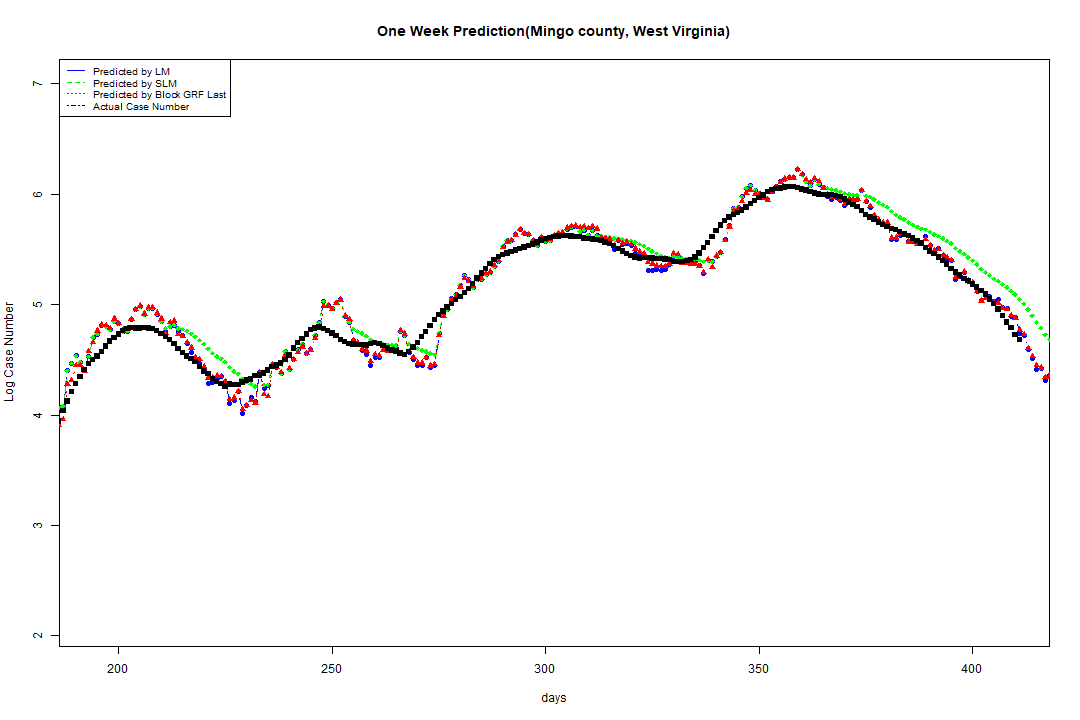 One Week Prediction(Mingo county, West Virginia)
Predicted by LM
Predicted by SLM
Predicted by Block GRF Last
Actual Case Number
7
6
5
4
3
2
Log Case Number
200 250 300 350 400
days